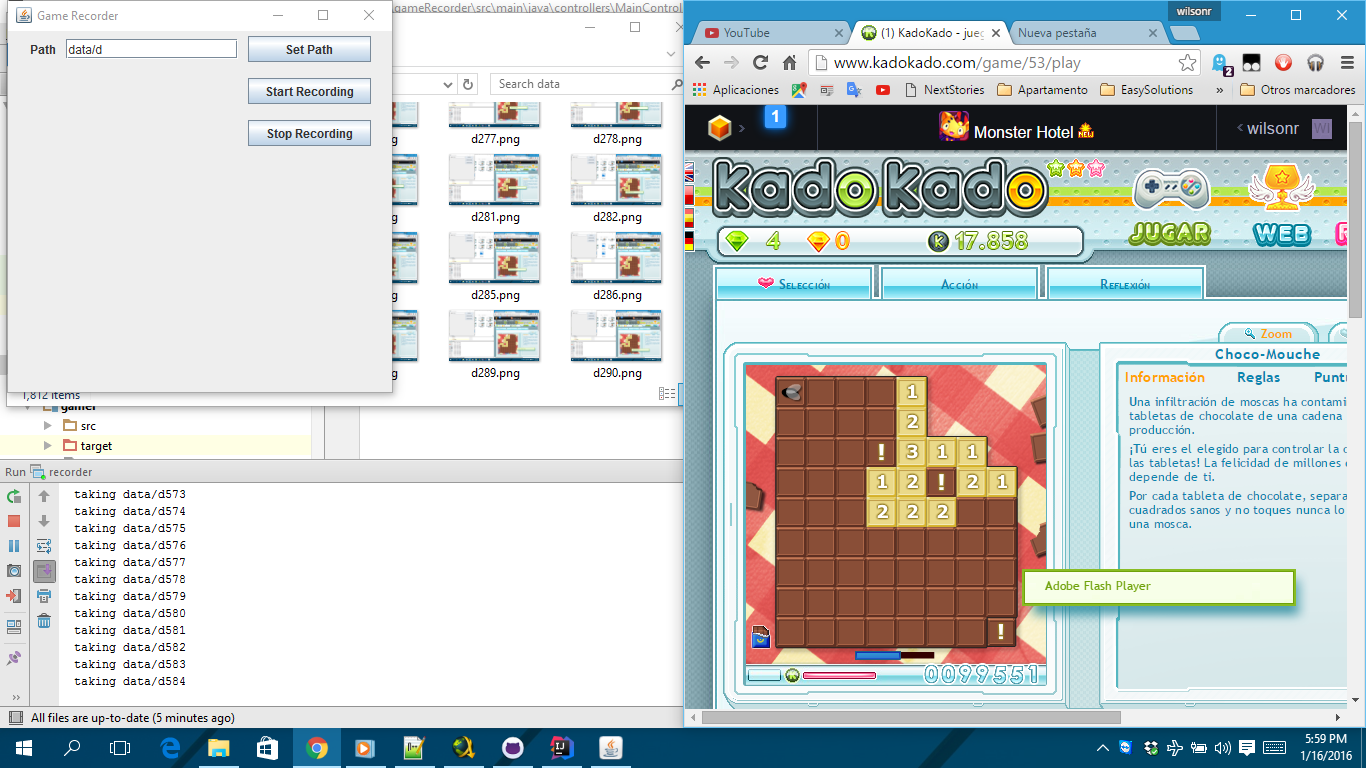 Game Recorder
Path data/d Set Path
Start Recording
Stop Recording
.gameRecorder\src\main\java\controllers\MainControl
Search data
d277.png d278.png
g d281.png d282.png
g d285.png d286.png
g d289.png d290.png
1,812 items
gamer
src
target
Run recorder
taking data/d573
taking data/d574
taking data/d575
taking data/d576
taking data/d577
taking data/d578
taking data/d579
taking data/d580
taking data/d581
taking data/d582
taking data/d583
taking data/d584
All files are up-to-date (5 minutes ago)
wilsonr
YouTube (1) KadoKado - jueg Nueva pestaña
www.kadokado.com/game/53/play
2
Aplicaciones NextStories Apartamento EasySolutions » Otros marcadores
1 Monster Hotel NEW wilsonr WI
KadoKado
4 0 K 17.858
JUGAR WEB
Selección Acción Reflexión
Zoom
Choco-Mouche
Información Reglas Puntu
Una infiltración de moscas ha contami
tabletas de chocolate de una cadena
producción.
¡Tú eres el elegido para controlar la c
las tabletas! La felicidad de millones
depende de ti.
Por cada tableta de chocolate, separa
cuadrados sanos y no toques nunca lo
una mosca.
1
2
! 3 1 1
1 2 ! 2 1
2 2 2
!
Adobe Flash Player
0099551
5:59 PM
1/16/2016